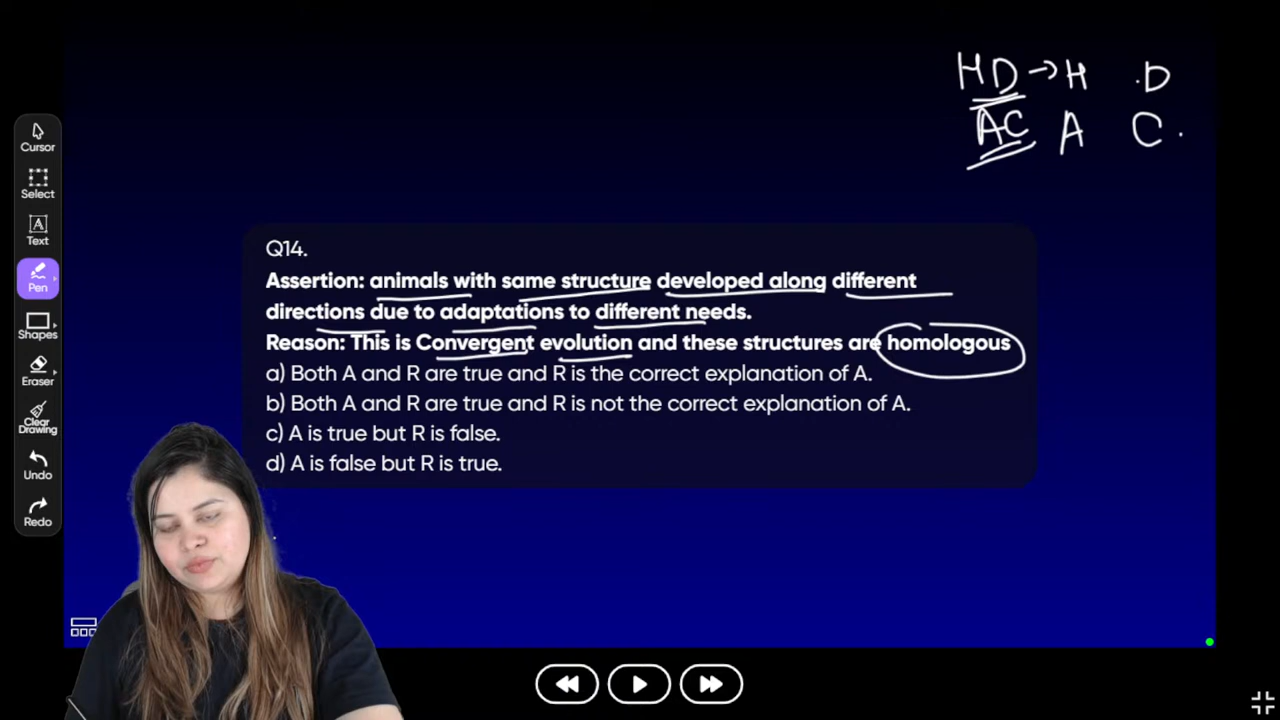 HD → H .D
AC A C .
Cursor
Select
Text
Pen
Shapes
Eraser
Clear
Drawing
Undo
Redo
Q14.
Assertion: animals with same structure developed along different
directions due to adaptations to different needs.
Reason: This is Convergent evolution and these structures are homologous
a) Both A and R are true and R is the correct explanation of A.
b) Both A and R are true and R is not the correct explanation of A.
c) A is true but R is false.
d) A is false but R is true.